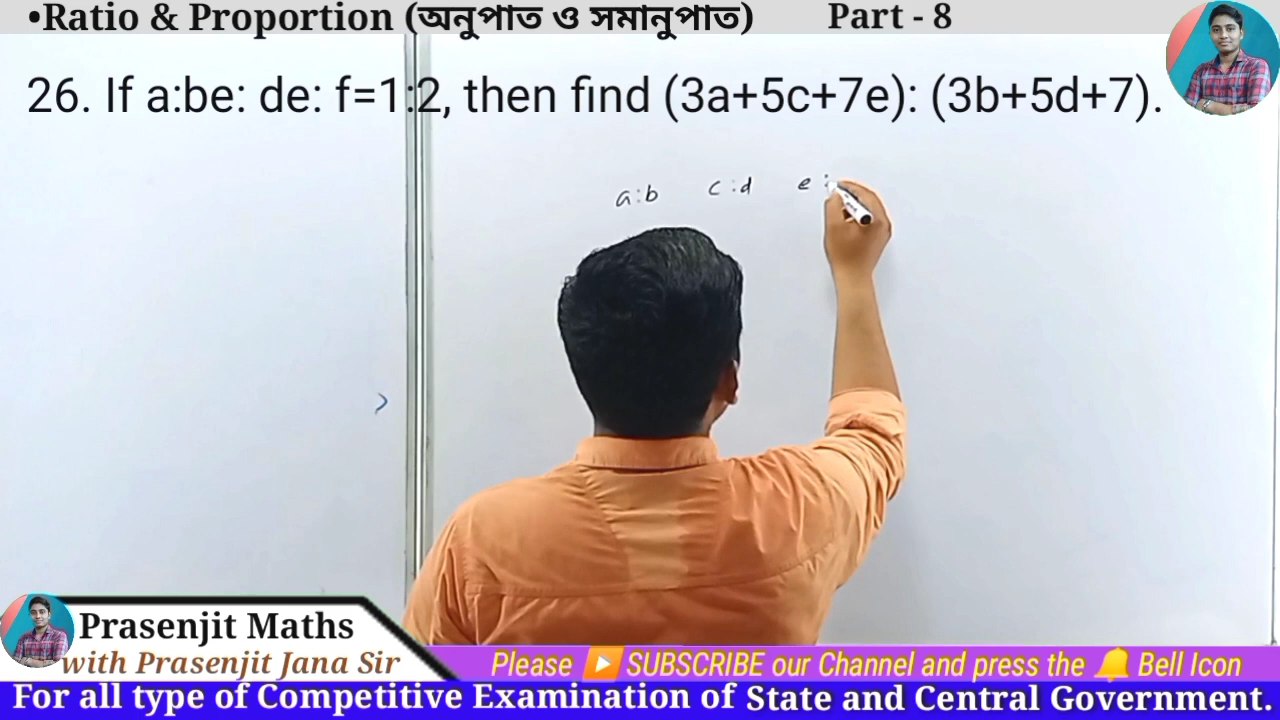 •Ratio & Proportion (অনুপাত ও সমানুপাত) Part - 8
26. If a:be: de: f=1:2, then find (3a+5c+7e): (3b+5d+7).
a:b c:d e:
Prasenjit Maths
with Prasenjit Jana Sir
Please ▶️ SUBSCRIBE our Channel and press the 🔔 Bell Icon
For all type of Competitive Examination of State and Central Government.